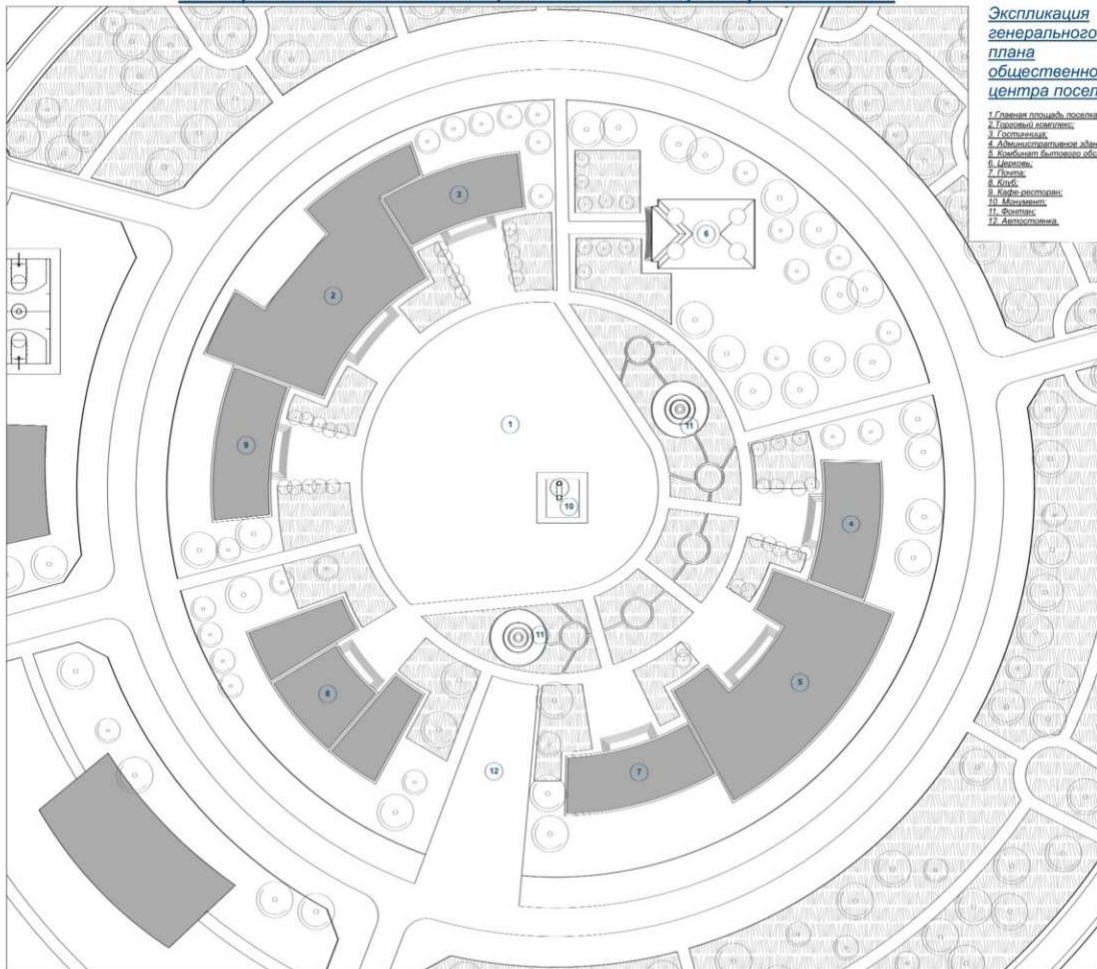 Экспликация
генерального
плана
общественно
центра посел
1.Главная площадь поселка
2.Торговый комплекс;
3. Гостинница;
4. Административное здан
5. Комбинат бытового обс
6. Церковь;
7. Почта;
8. Клуб;
9. Кафе-ресторан;
10. Монумент;
11. Фонтан;
12. Автостоянка.
3
6
2
1
11
9
10
4
11
5
8
12
7